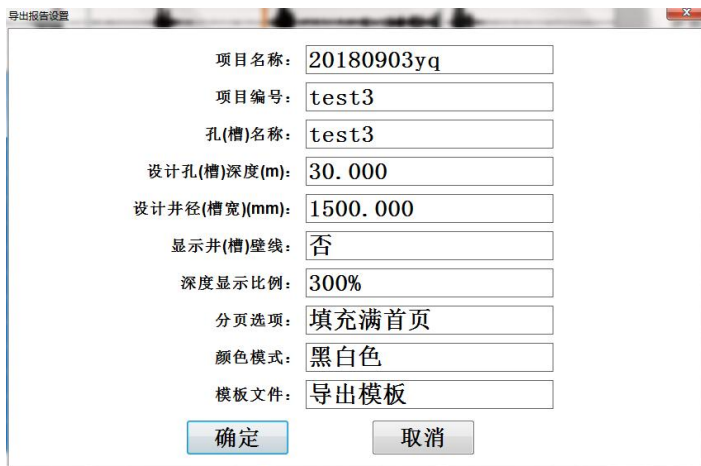 导出报告设置
项目名称: 20180903yq
项目编号: test3
孔(槽)名称: test3
设计孔(槽)深度(m): 30.000
设计井径(槽宽)(mm): 1500.000
显示井(槽)壁线: 否
深度显示比例: 300%
分页选项: 填充满首页
颜色模式: 黑白色
模板文件: 导出模板
确定 取消